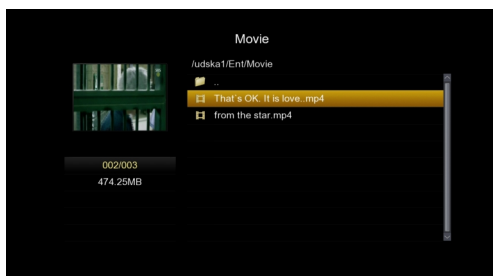 Movie
/udska1/Ent/Movie
..
That's OK. It is love..mp4
from the star.mp4
002/003
474.25MB